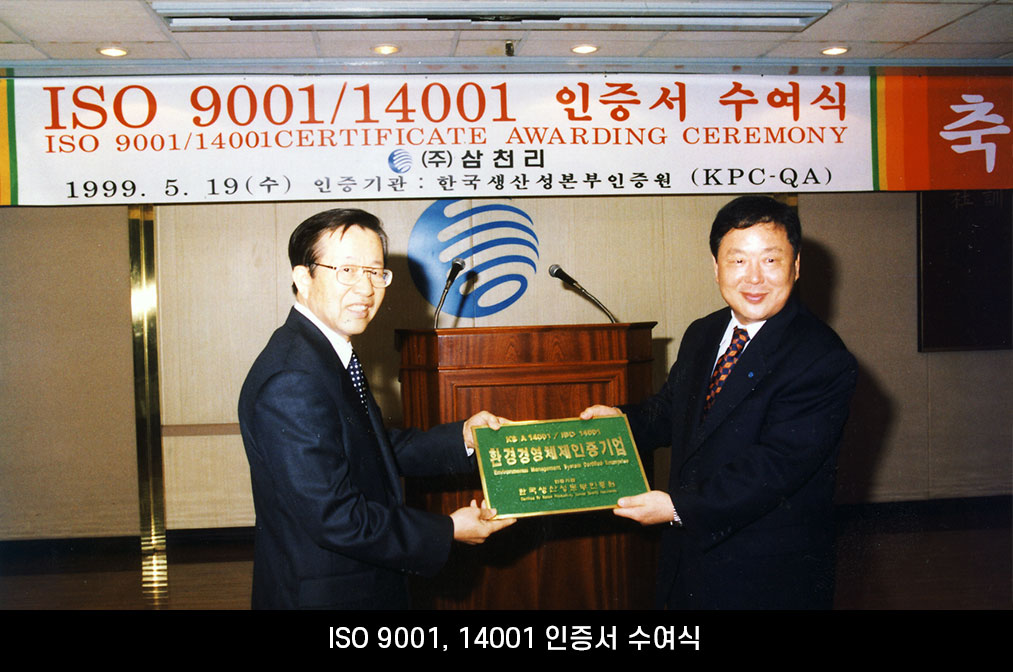 ISO 9001/14001 인증서 수여식
ISO 9001/14001CERTIFICATE AWARDING CEREMONY
(주)삼천리
1999. 5. 19(수) 인증기관 : 한국생산성본부인증원 (KPC-QA)
축
KS A 14001 / ISO 14001
환경경영체제인증기업
Environmental Management System Certified Enterprise
인증기관
한국생산성본부인증원
ISO 9001, 14001 인증서 수여식